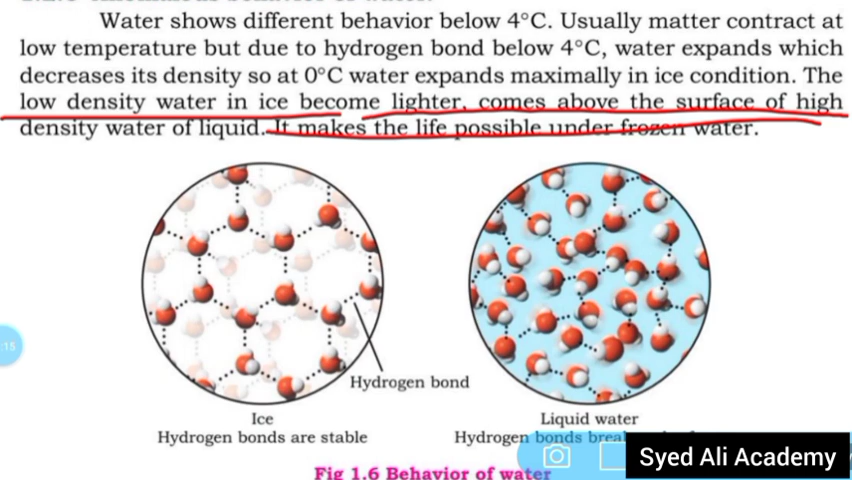 Water shows different behavior below 4°C. Usually matter contract at
low temperature but due to hydrogen bond below 4°C, water expands which
decreases its density so at 0°C water expands maximally in ice condition. The
low density water in ice become lighter, comes above the surface of high
density water of liquid. It makes the life possible under frozen water.
Hydrogen bond
Ice
Hydrogen bonds are stable
Liquid water
Hydrogen bonds
:15
Syed Ali Academy
Fig 1.6 Behavior of water